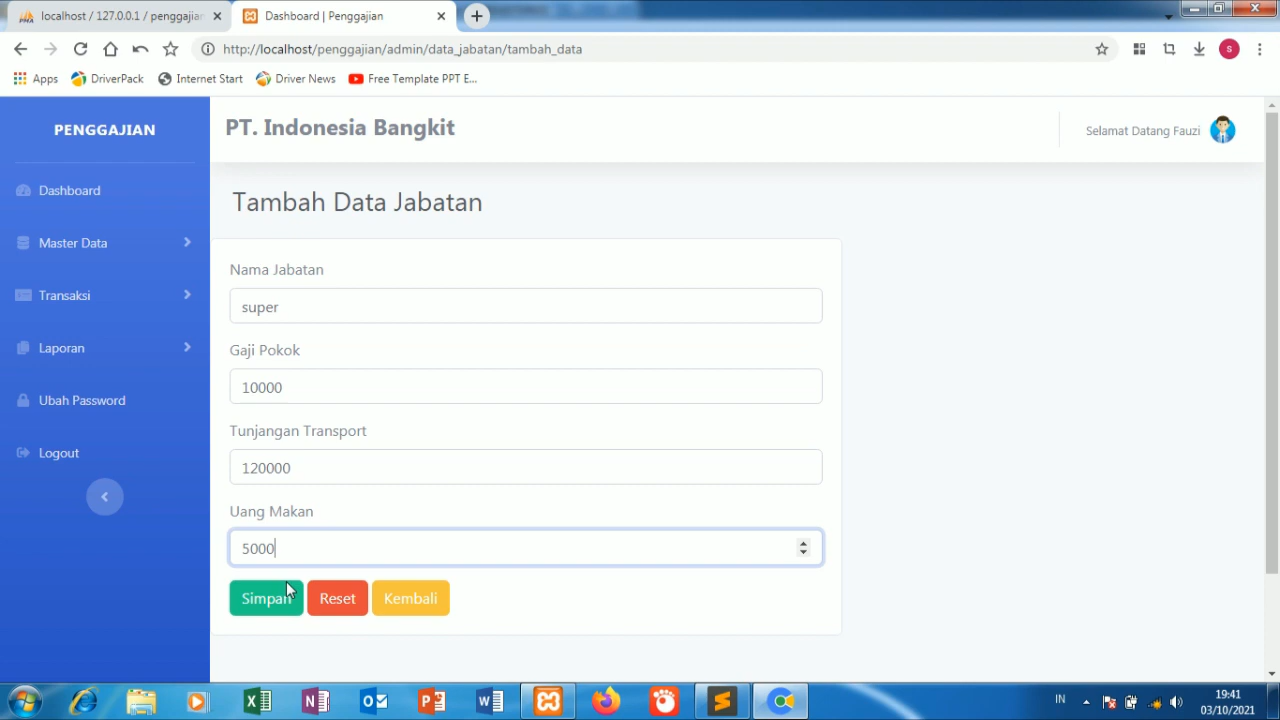 localhost / 127.0.0.1 / penggajian
Dashboard | Penggajian
http://localhost/penggajian/admin/data_jabatan/tambah_data
S
Apps
DriverPack
Internet Start
Driver News
Free Template PPT E...
PENGGAJIAN
PT. Indonesia Bangkit
Selamat Datang Fauzi
Dashboard
Master Data
Transaksi
Laporan
Ubah Password
Logout
Tambah Data Jabatan
Nama Jabatan
super
Gaji Pokok
10000
Tunjangan Transport
120000
Uang Makan
5000
Simpan
Reset
Kembali
IN
19:41
03/10/2021